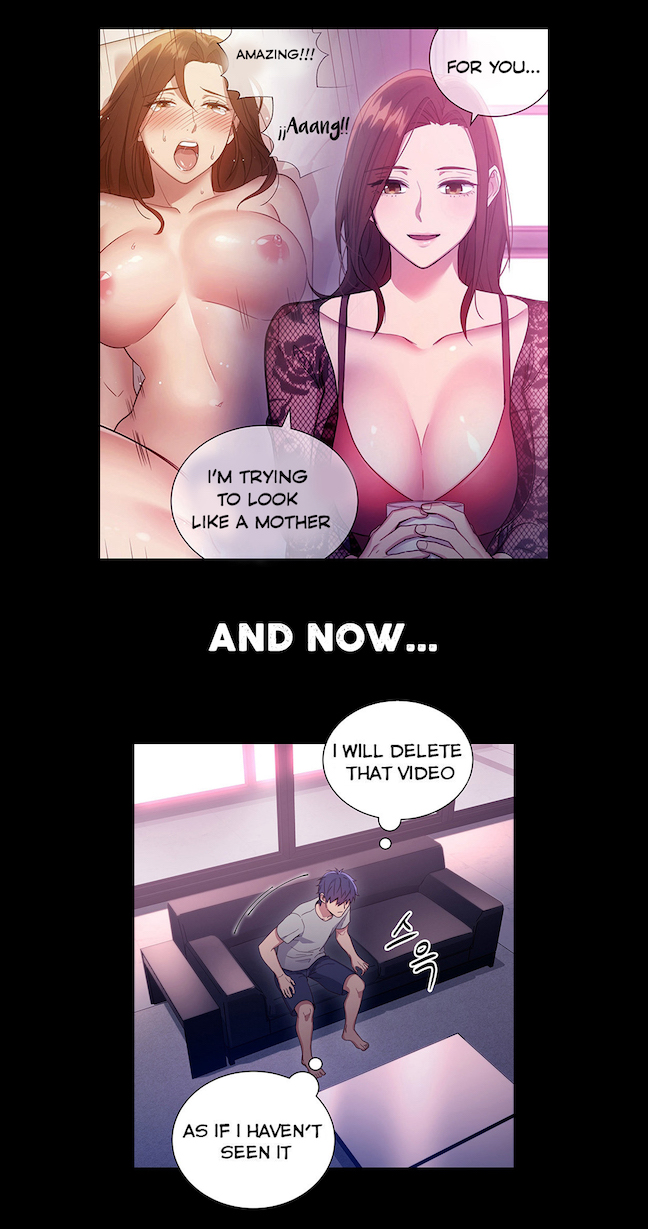 AMAZING!!!
¡¡Aaang!!
FOR YOU...
I'M TRYING
TO LOOK
LIKE A MOTHER
AND NOW...
I WILL DELETE
THAT VIDEO
스윽
AS IF I HAVEN'T
SEEN IT